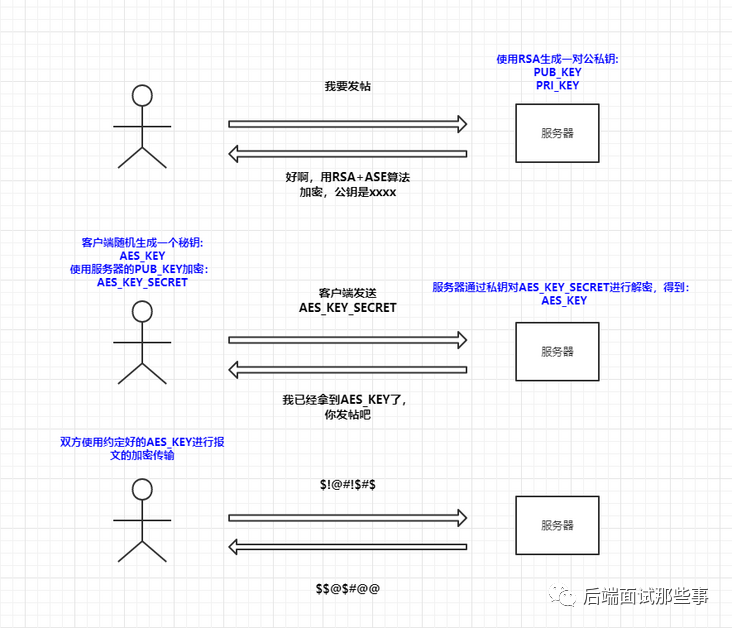 使用RSA生成一对公私钥:
PUB_KEY
PRI_KEY
我要发帖
服务器
好啊，用RSA+ASE算法
加密，公钥是xxxx
客户端随机生成一个秘钥:
AES_KEY
使用服务器的PUB_KEY加密:
AES_KEY_SECRET
客户端发送
AES_KEY_SECRET
服务器通过私钥对AES_KEY_SECRET进行解密，得到:
AES_KEY
服务器
我已经拿到AES_KEY了，
你发帖吧
双方使用约定好的AES_KEY进行报
文的加密传输
$!@#!$#$
服务器
$$@$#@@
后端面试那些事